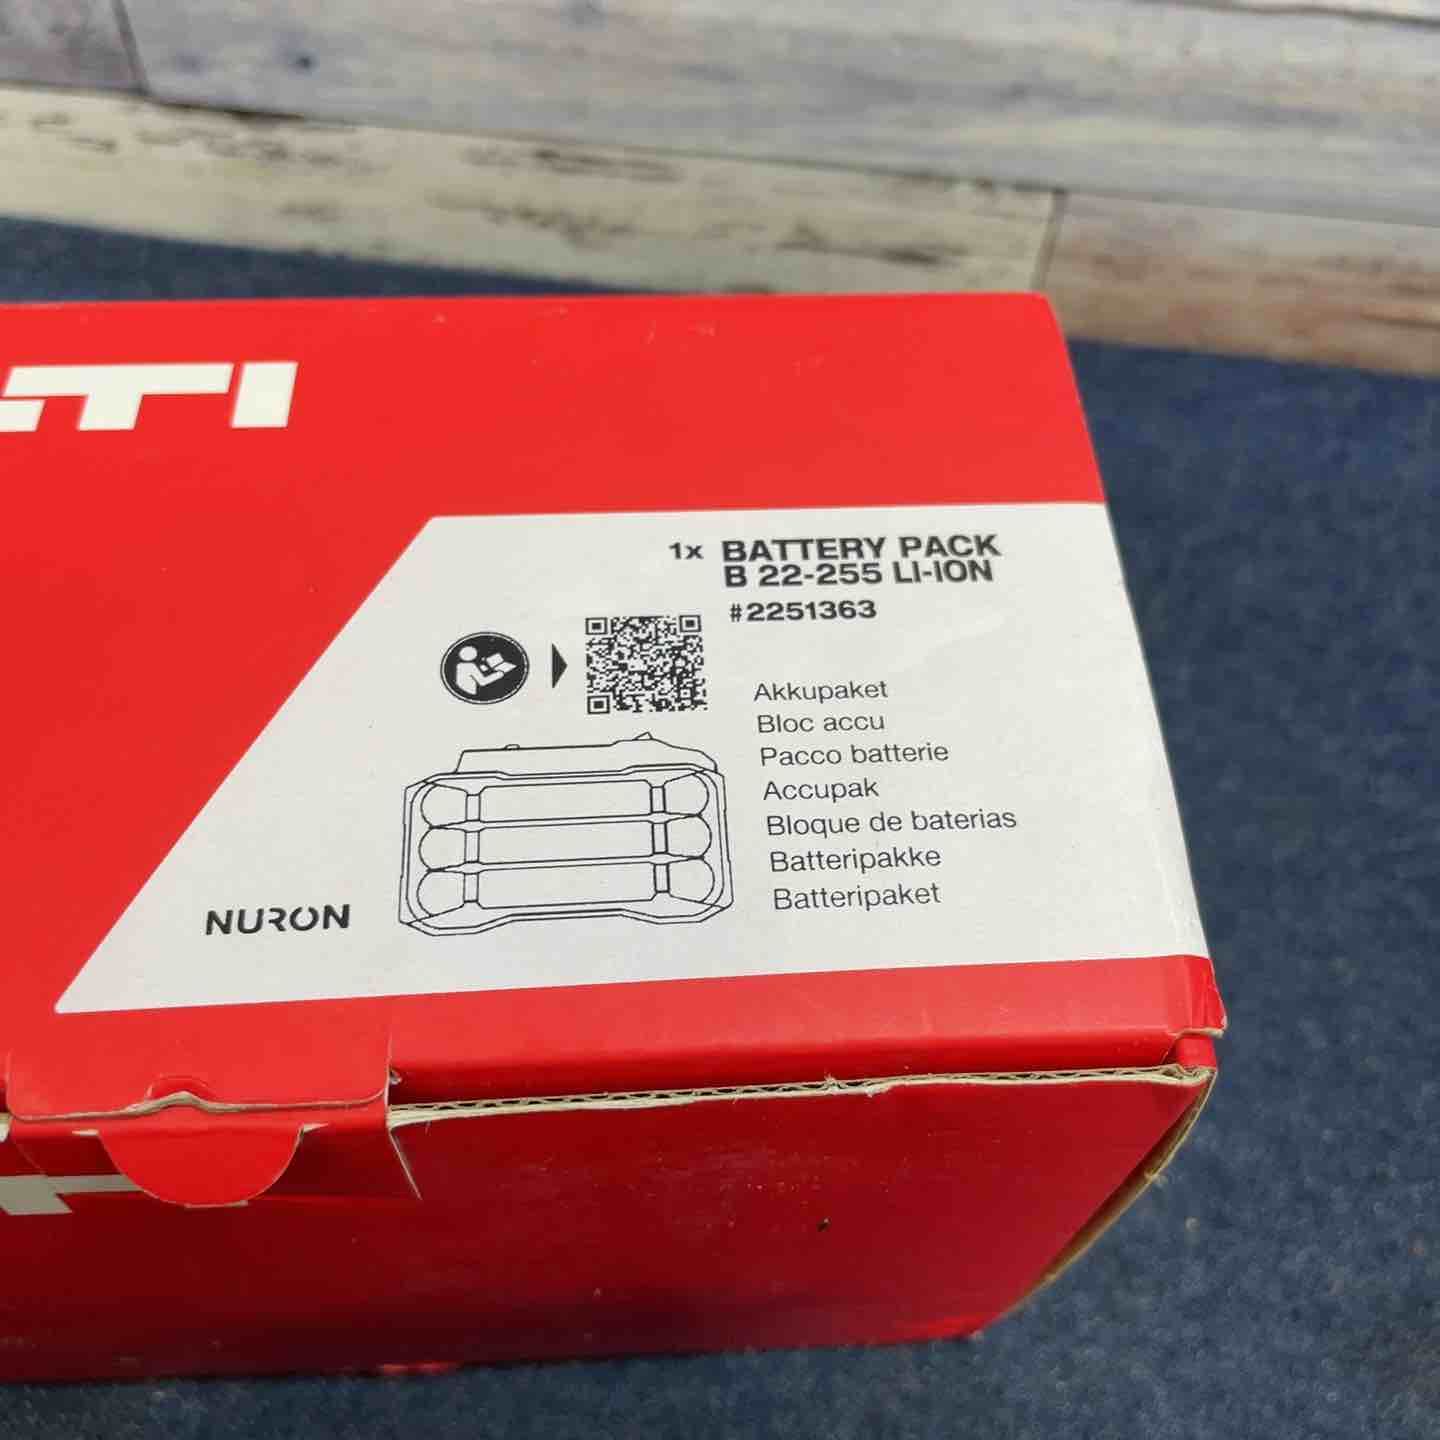 LTI
1x BATTERY PACK
B 22-255 LI-ION
#2251363
Akkupaket
Bloc accu
Pacco batterie
Accupak
Bloque de baterias
Batteripakke
Batteripaket
NURON